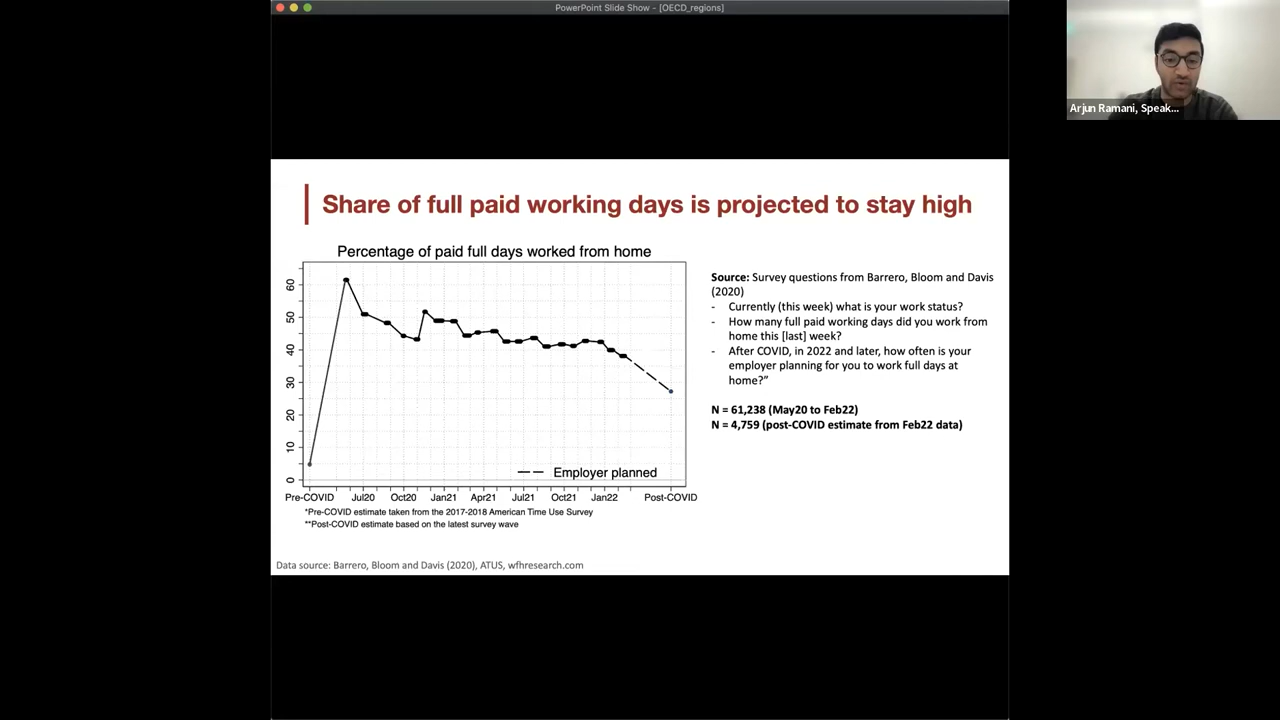 PowerPoint Slide Show - [OECD_regions]
Arjun Ramani, Speak...
Share of full paid working days is projected to stay high
Percentage of paid full days worked from home
60
50
40
30
20
10
0
Employer planned
Pre-COVID Jul20 Oct20 Jan21 Apr21 Jul21 Oct21 Jan22 Post-COVID
*Pre-COVID estimate taken from the 2017-2018 American Time Use Survey
**Post-COVID estimate based on the latest survey wave
Source: Survey questions from Barrero, Bloom and Davis
(2020)
- Currently (this week) what is your work status?
- How many full paid working days did you work from
home this [last] week?
- After COVID, in 2022 and later, how often is your
employer planning for you to work full days at
home?”
N = 61,238 (May20 to Feb22)
N = 4,759 (post-COVID estimate from Feb22 data)
Data source: Barrero, Bloom and Davis (2020), ATUS, wfhresearch.com